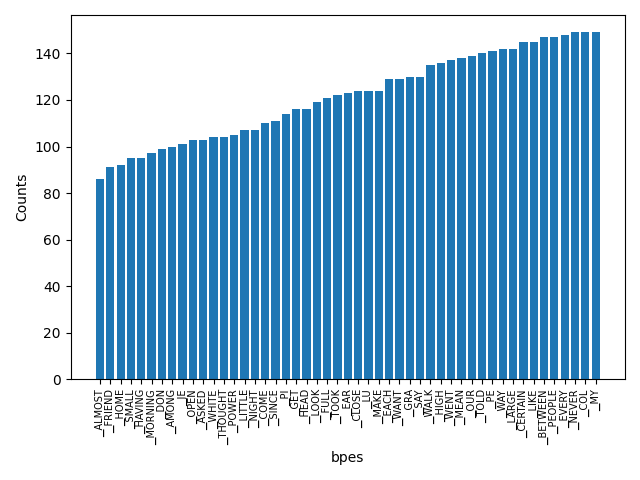 140
120
100
80
60
40
20
0
Counts
_ALMOST
_FRIEND
_HOME
_SMALL
_HAVING
_MORNING
_DON
_AMONG
_JE
_OPEN
_ASKED
_WHITE
_THOUGHT
_POWER
_LITTLE
_NIGHT
_COME
_SINCE
_PI
_GET
_HEAD
_LOOK
_FULL
_TOOK
_EAR
_CLOSE
_LU
_MAKE
_EACH
_WANT
_GRA
_SAY
_WALK
_HIGH
_WENT
_MEAN
_OUR
_TOLD
_PE
_WAY
_LARGE
_CERTAIN
_LIKE
_BETWEEN
_PEOPLE
_EVERY
_NEVER
_COL
_MY
bpes